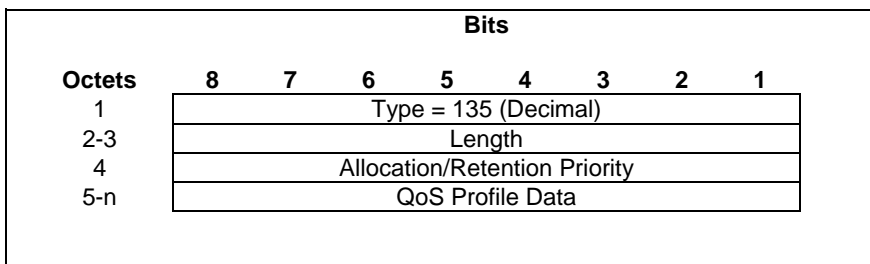 Bits
Octets 8 7 6 5 4 3 2 1
1 Type = 135 (Decimal)
2-3 Length
4 Allocation/Retention Priority
5-n QoS Profile Data